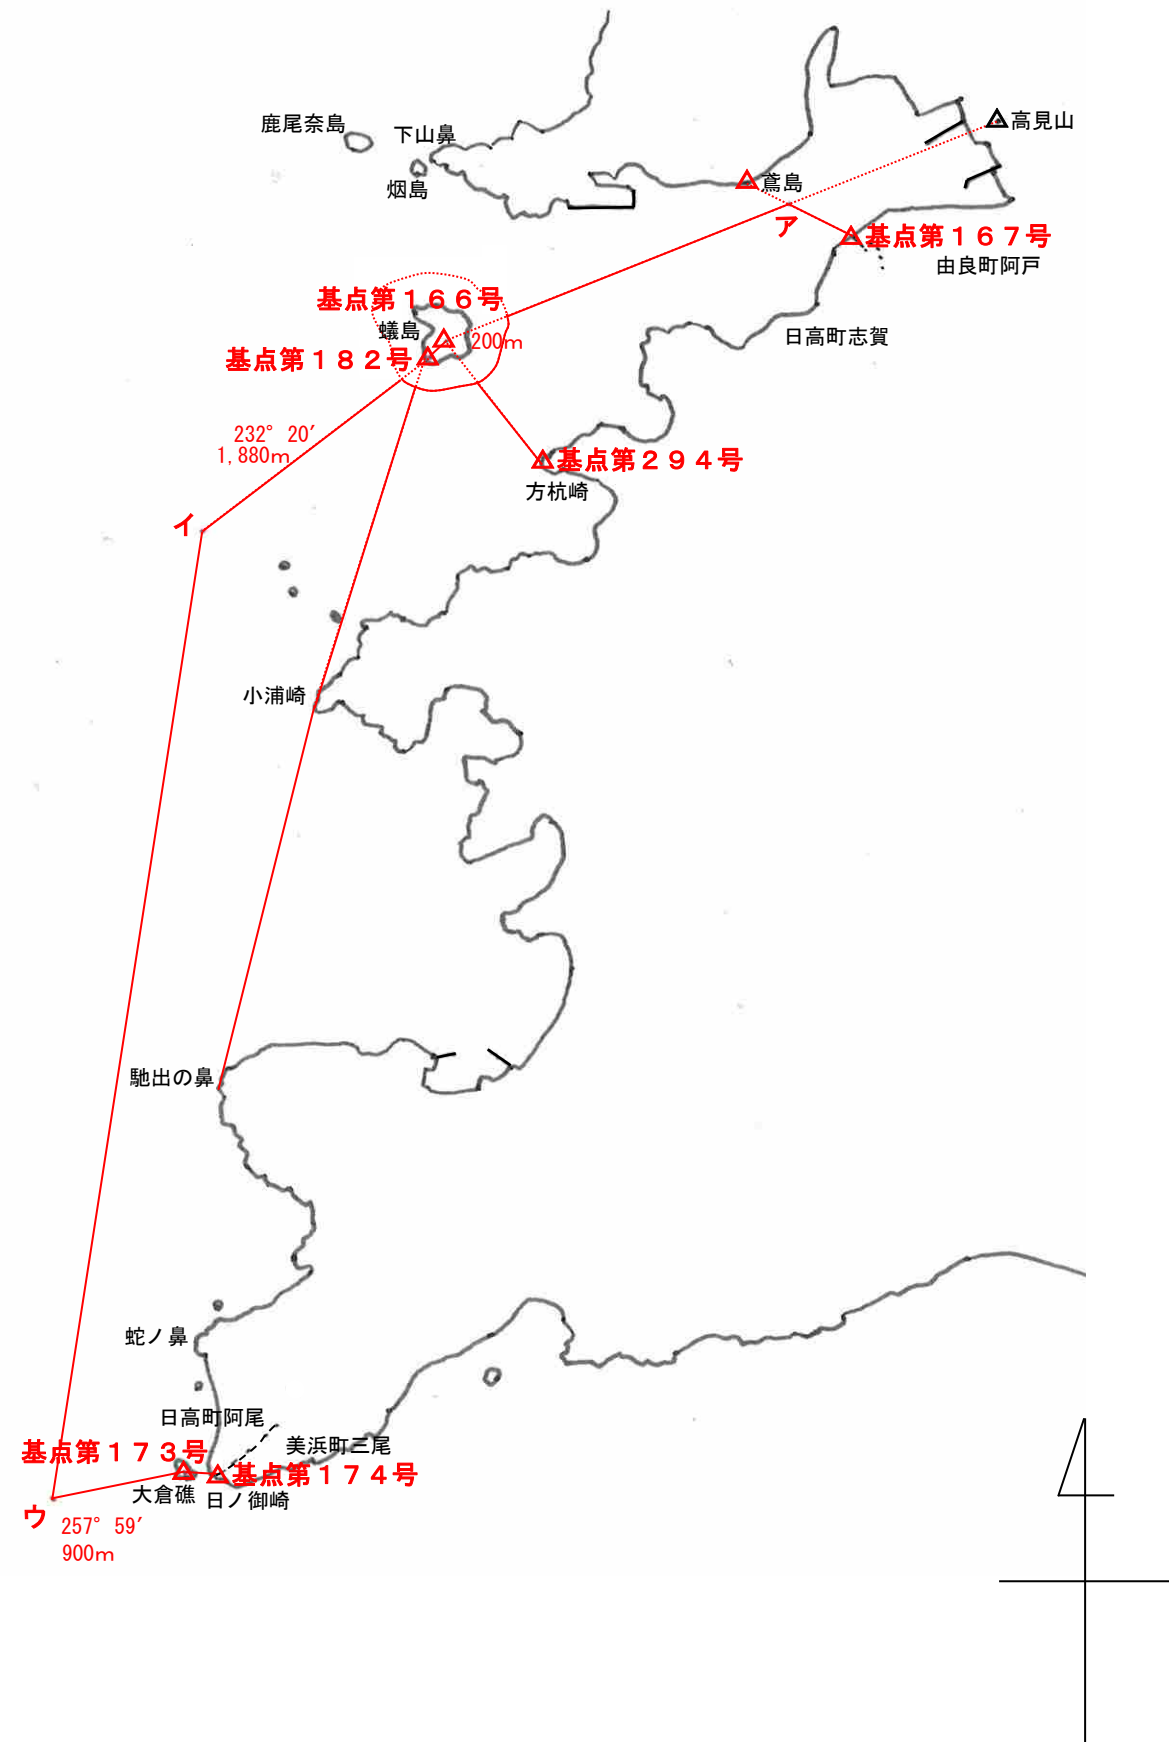 鹿尾奈島
下山鼻
烟島
高見山
鳶島
ア
基点第１６７号
由良町阿戸
基点第１６６号
蟻島
200m
基点第１８２号
日高町志賀
232°20′
1,880m
基点第２９４号
方杭崎
イ
小浦崎
馳出の鼻
蛇ノ鼻
日高町阿尾
美浜町三尾
基点第１７３号
基点第１７４号
大倉礁
日ノ御崎
ウ
257°59′
900m